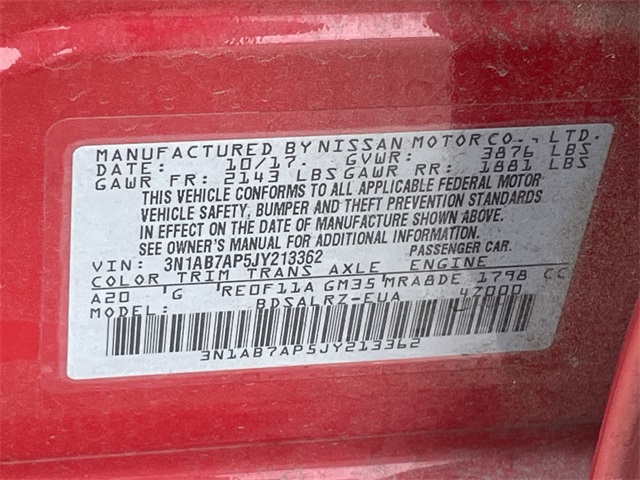 MANUFACTURED BY NISSAN MOTOR CO., LTD.
DATE: 10/17. GVWR: 3876 LBS
GAWR FR: 2143 LBS GAWR RR: 1881 LBS
THIS VEHICLE CONFORMS TO ALL APPLICABLE FEDERAL MOTOR
VEHICLE SAFETY, BUMPER AND THEFT PREVENTION STANDARDS
IN EFFECT ON THE DATE OF MANUFACTURE SHOWN ABOVE.
SEE OWNER'S MANUAL FOR ADDITIONAL INFORMATION.
VIN: 3N1AB7AP5JY213362 PASSENGER CAR.
COLOR TRIM TRANS AXLE ENGINE
A20 G RE0F11A GM35 MRA8DE 1798 CC
MODEL: BDSALRZ-EUA 47000
3N1AB7AP5JY213362